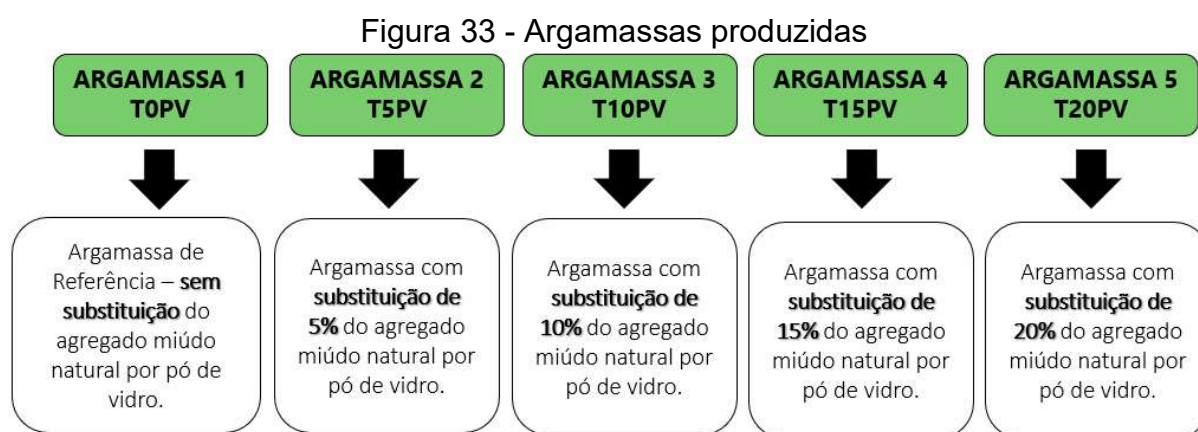 Figura 33 - Argamassas produzidas
ARGAMASSA 1
T0PV
ARGAMASSA 2
T5PV
ARGAMASSA 3
T10PV
ARGAMASSA 4
T15PV
ARGAMASSA 5
T20PV
Argamassa de
Referência – sem
substituição do
agregado miúdo
natural por pó de
vidro.
Argamassa com
substituição de
5% do agregado
miúdo natural por
pó de vidro.
Argamassa com
substituição de
10% do agregado
miúdo natural por
pó de vidro.
Argamassa com
substituição de
15% do agregado
miúdo natural por
pó de vidro.
Argamassa com
substituição de
20% do agregado
miúdo natural por
pó de vidro.